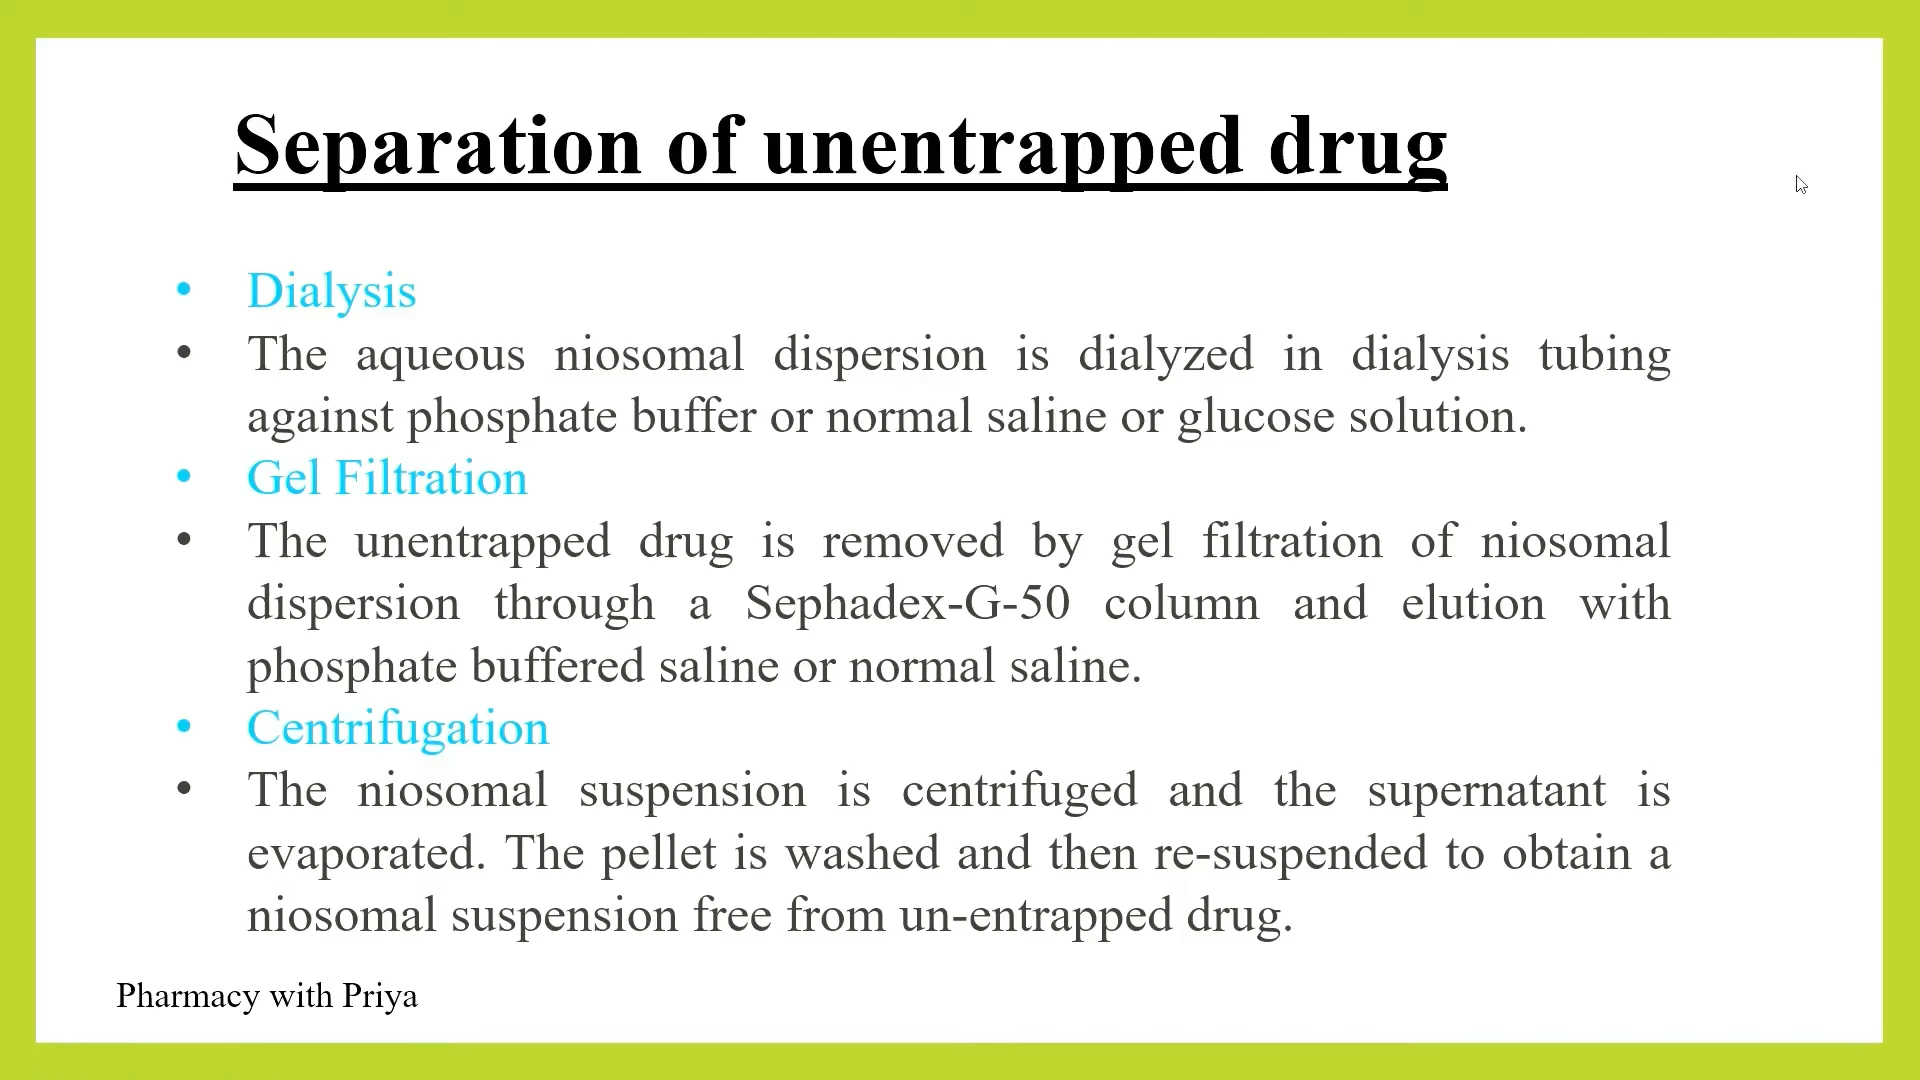 Separation of unentrapped drug
• Dialysis
• The aqueous niosomal dispersion is dialyzed in dialysis tubing
against phosphate buffer or normal saline or glucose solution.
• Gel Filtration
• The unentrapped drug is removed by gel filtration of niosomal
dispersion through a Sephadex-G-50 column and elution with
phosphate buffered saline or normal saline.
• Centrifugation
• The niosomal suspension is centrifuged and the supernatant is
evaporated. The pellet is washed and then re-suspended to obtain a
niosomal suspension free from un-entrapped drug.
Pharmacy with Priya